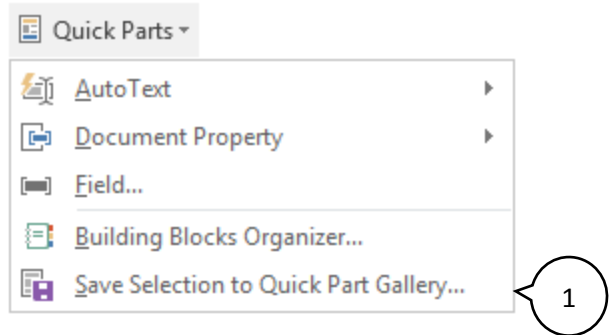 Quick Parts
AutoText
Document Property
Field...
Building Blocks Organizer...
Save Selection to Quick Part Gallery...
1